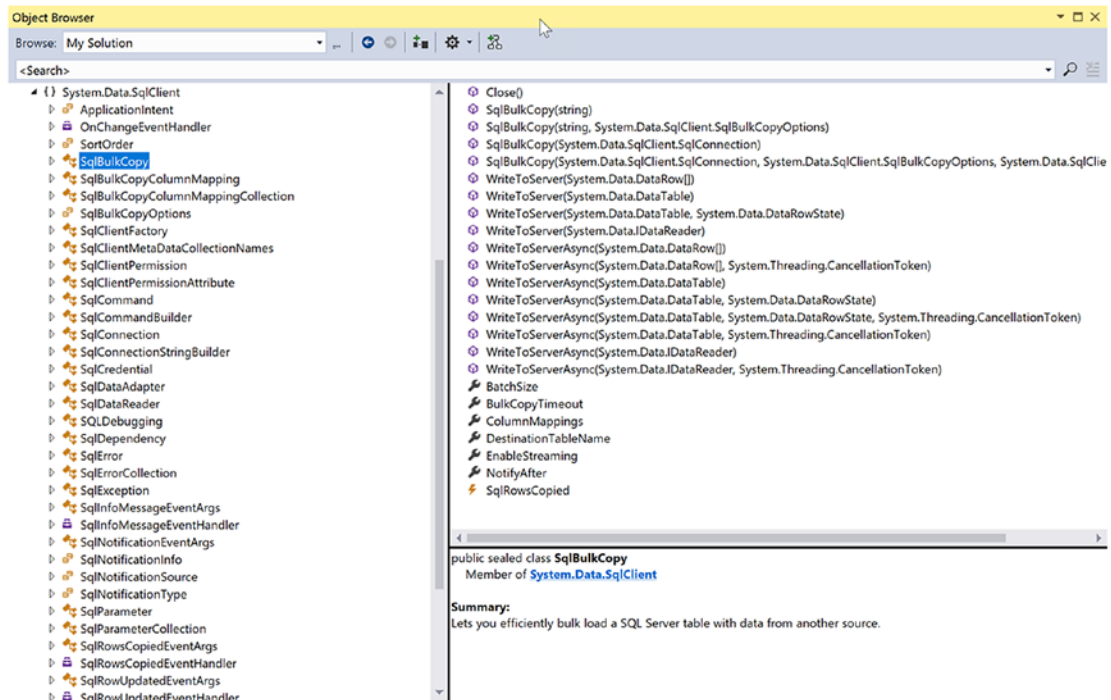 Object Browser
Browse: My Solution
<Search>
{ } System.Data.SqlClient
ApplicationIntent
OnChangeEventHandler
SortOrder
SqlBulkCopy
SqlBulkCopyColumnMapping
SqlBulkCopyColumnMappingCollection
SqlBulkCopyOptions
SqlClientFactory
SqlClientMetaDataCollectionNames
SqlClientPermission
SqlClientPermissionAttribute
SqlCommand
SqlCommandBuilder
SqlConnection
SqlConnectionStringBuilder
SqlCredential
SqlDataAdapter
SqlDataReader
SQLDebugging
SqlDependency
SqlError
SqlErrorCollection
SqlException
SqlInfoMessageEventArgs
SqlInfoMessageEventHandler
SqlNotificationEventArgs
SqlNotificationInfo
SqlNotificationSource
SqlNotificationType
SqlParameter
SqlParameterCollection
SqlRowsCopiedEventArgs
SqlRowsCopiedEventHandler
SqlRowUpdatedEventArgs
SqlRowUpdatedEventHandler
Close()
SqlBulkCopy(string)
SqlBulkCopy(string, System.Data.SqlClient.SqlBulkCopyOptions)
SqlBulkCopy(System.Data.SqlClient.SqlConnection)
SqlBulkCopy(System.Data.SqlClient.SqlConnection, System.Data.SqlClient.SqlBulkCopyOptions, System.Data.SqlClie
WriteToServer(System.Data.DataRow[])
WriteToServer(System.Data.DataTable)
WriteToServer(System.Data.DataTable, System.Data.DataRowState)
WriteToServer(System.Data.IDataReader)
WriteToServerAsync(System.Data.DataRow[])
WriteToServerAsync(System.Data.DataRow[], System.Threading.CancellationToken)
WriteToServerAsync(System.Data.DataTable)
WriteToServerAsync(System.Data.DataTable, System.Data.DataRowState)
WriteToServerAsync(System.Data.DataTable, System.Data.DataRowState, System.Threading.CancellationToken)
WriteToServerAsync(System.Data.DataTable, System.Threading.CancellationToken)
WriteToServerAsync(System.Data.IDataReader)
WriteToServerAsync(System.Data.IDataReader, System.Threading.CancellationToken)
BatchSize
BulkCopyTimeout
ColumnMappings
DestinationTableName
EnableStreaming
NotifyAfter
SqlRowsCopied
public sealed class SqlBulkCopy
Member of System.Data.SqlClient
Summary:
Lets you efficiently bulk load a SQL Server table with data from another source.